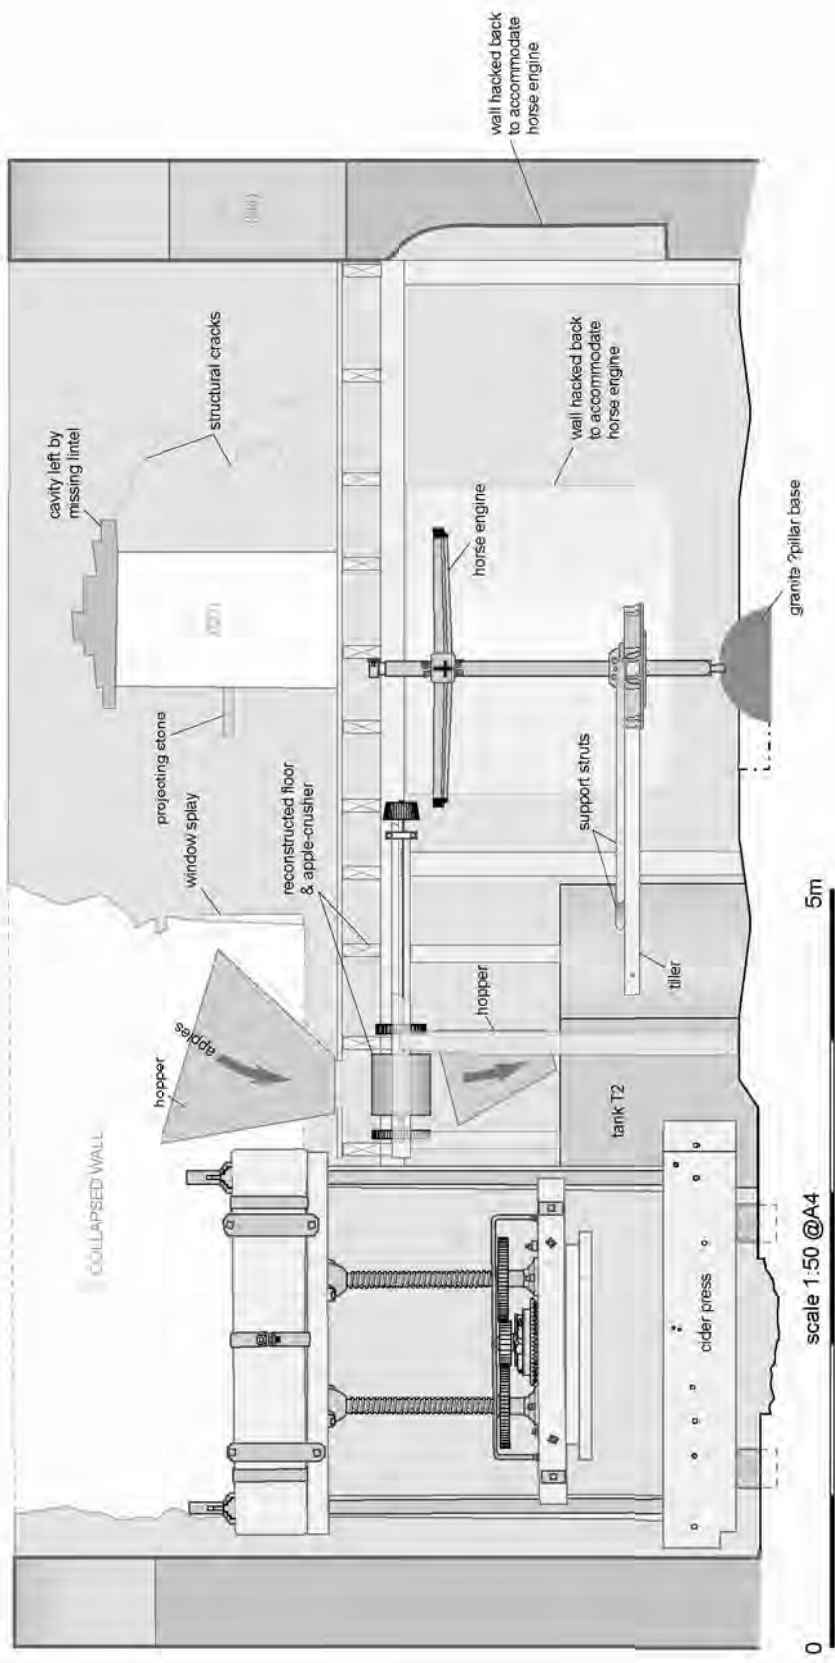 COLLAPSED WALL
hopper
apples
window splay
projecting stone
cavity left by
missing lintel
structural cracks
wall hacked back
to accommodate
horse engine
reconstructed floor
& apple-crusher
hopper
horse engine
wall hacked back
to accommodate
horse engine
support struts
tank T2
tiller
cider press
granite ?pillar base
0
scale 1:50 @A4
5m